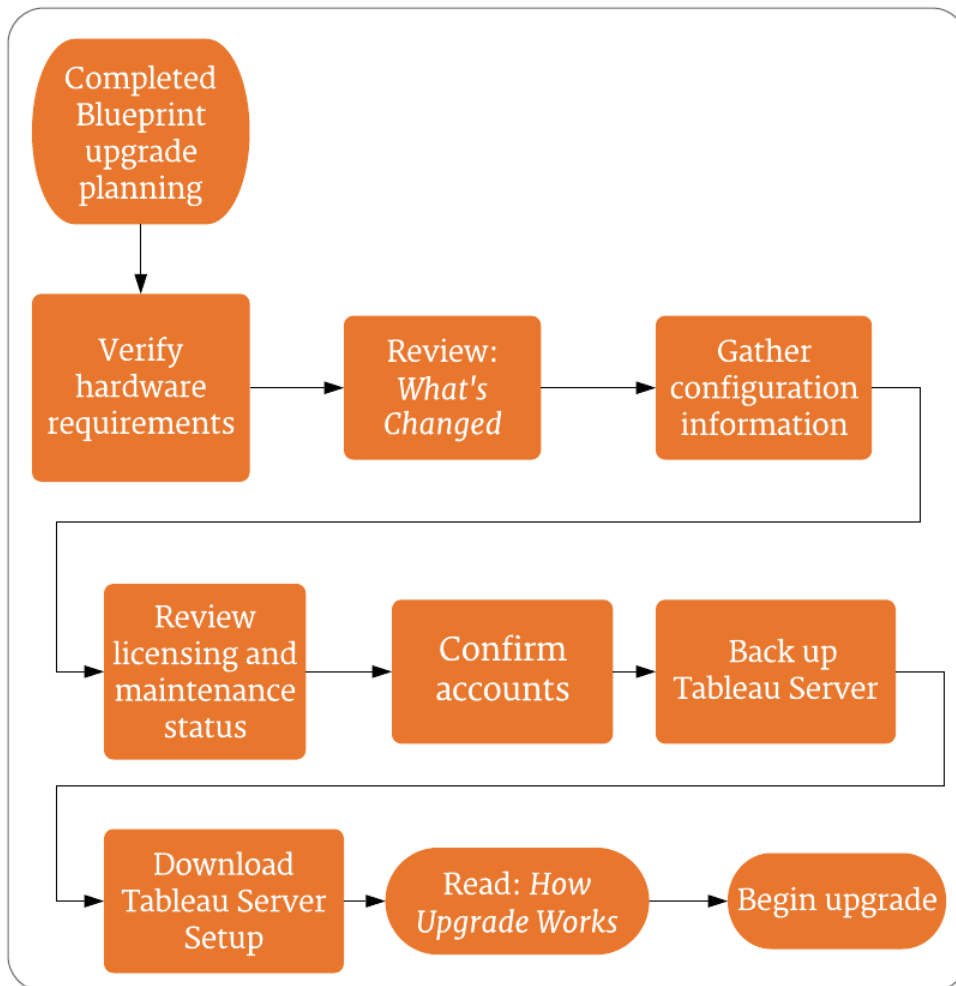 Completed
Blueprint
upgrade
planning
Verify
hardware
requirements
Review:
What's
Changed
Gather
configuration
information
Review
licensing and
maintenance
status
Confirm
accounts
Back up
Tableau Server
Download
Tableau Server
Setup
Read: How
Upgrade Works
Begin upgrade